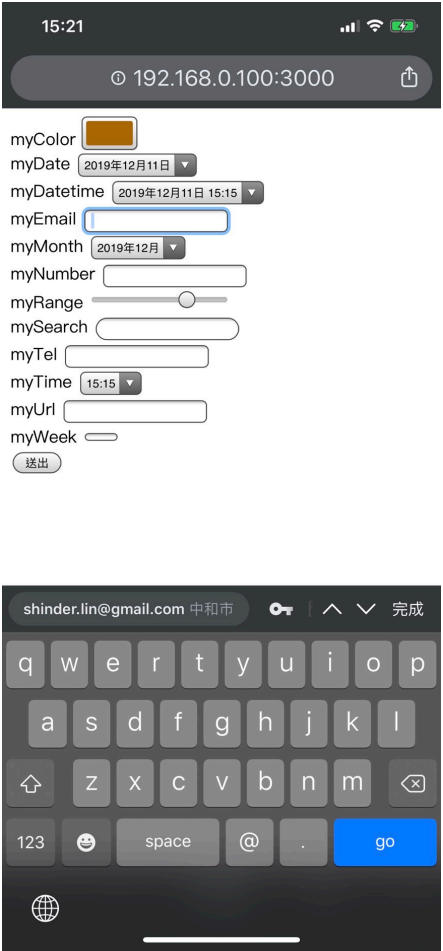 15:21
192.168.0.100:3000
myColor
myDate 2019年12月11日
myDatetime 2019年12月11日 15:15
myEmail
myMonth 2019年12月
myNumber
myRange
mySearch
myTel
myTime 15:15
myUrl
myWeek
送出
shinder.lin@gmail.com 中和市 完成
q w e r t y u i o p
a s d f g h j k l
z x c v b n m
123 space @ . go